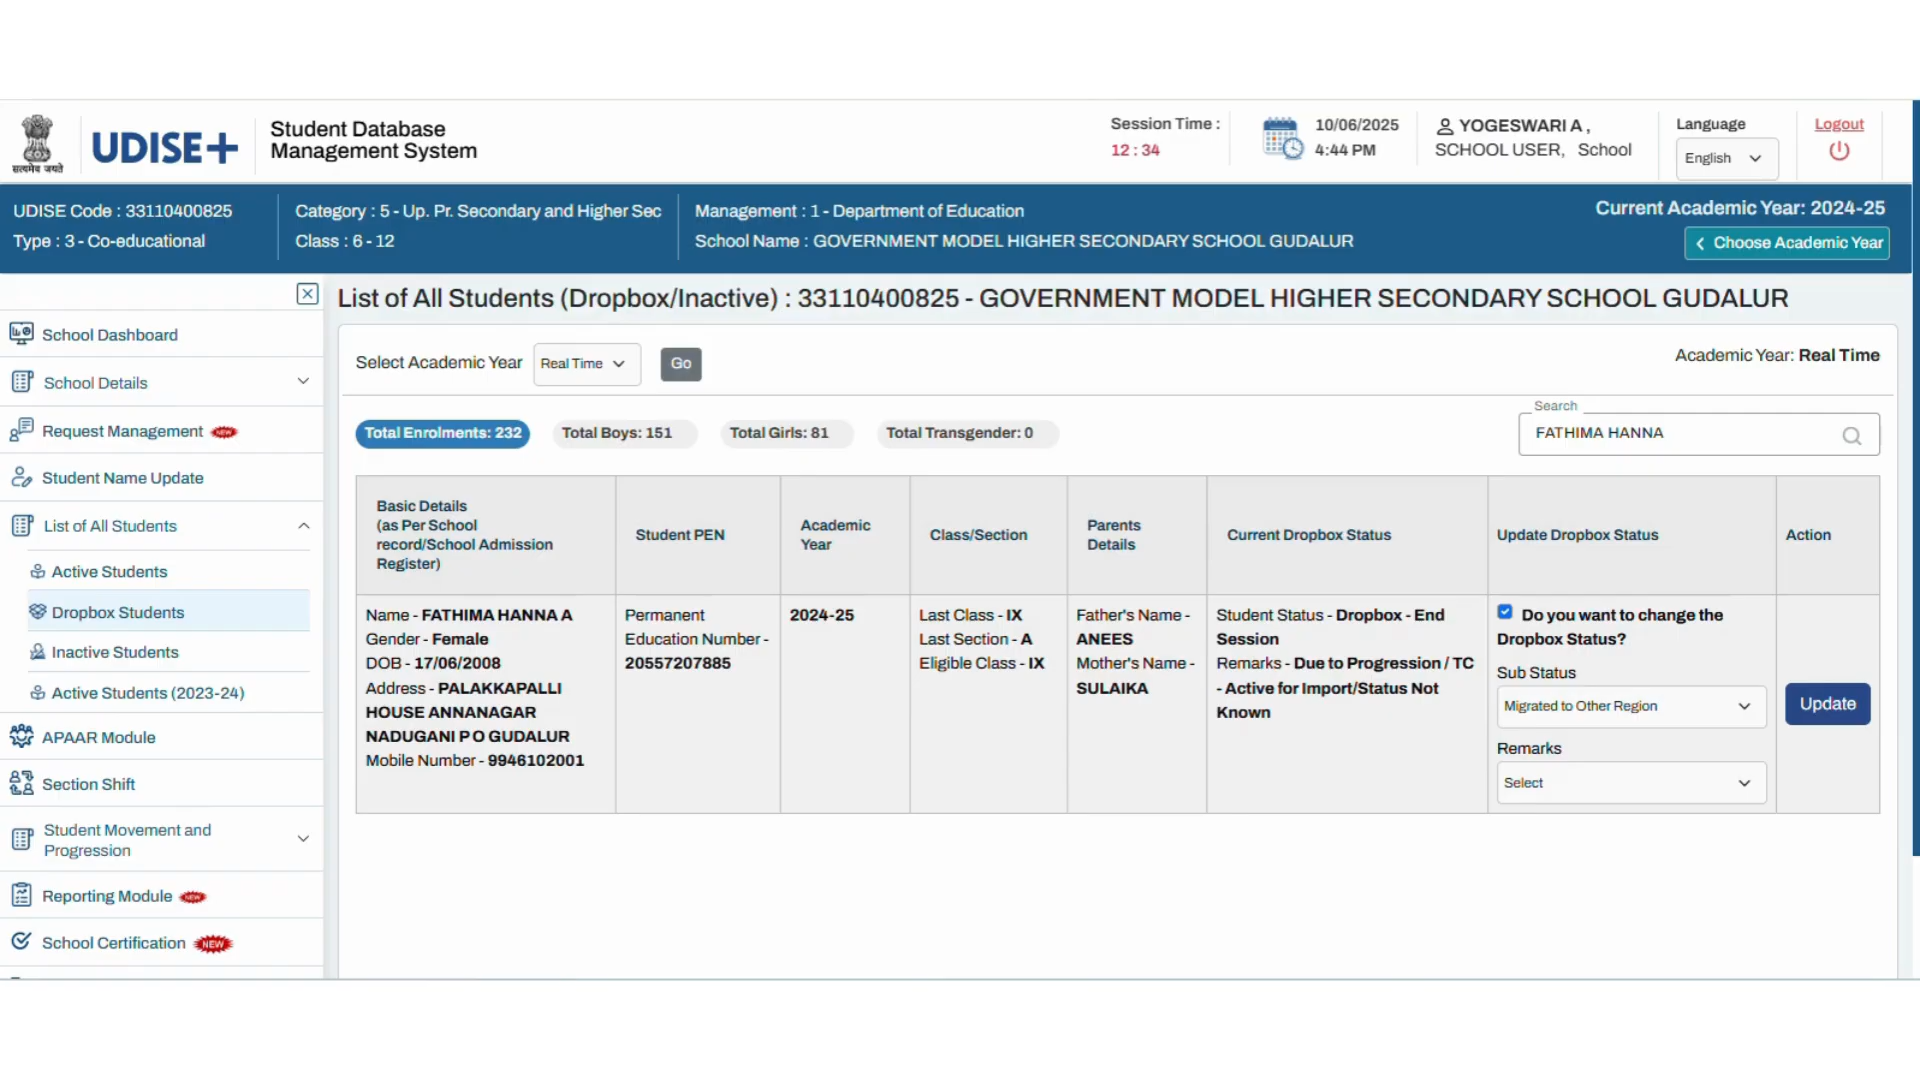 सत्यमेव जयते
UDISE+
Student Database
Management System
Session Time :
12 : 34
10/06/2025
4:44 PM
YOGESWARI A ,
SCHOOL USER, School
Language
English
Logout
UDISE Code : 33110400825
Type : 3 - Co-educational
Category : 5 - Up. Pr. Secondary and Higher Sec
Class : 6 - 12
Management : 1 - Department of Education
School Name : GOVERNMENT MODEL HIGHER SECONDARY SCHOOL GUDALUR
Current Academic Year: 2024-25
Choose Academic Year
School Dashboard
School Details
Request Management NEW
Student Name Update
List of All Students
Active Students
Dropbox Students
Inactive Students
Active Students (2023-24)
APAAR Module
Section Shift
Student Movement and
Progression
Reporting Module NEW
School Certification NEW
List of All Students (Dropbox/Inactive) : 33110400825 - GOVERNMENT MODEL HIGHER SECONDARY SCHOOL GUDALUR
Select Academic Year
Real Time
Go
Academic Year: Real Time
Total Enrolments: 232
Total Boys: 151
Total Girls: 81
Total Transgender: 0
Search
FATHIMA HANNA
Basic Details
(as Per School
record/School Admission
Register)
Student PEN
Academic
Year
Class/Section
Parents
Details
Current Dropbox Status
Update Dropbox Status
Action
Name - FATHIMA HANNA A
Gender - Female
DOB - 17/06/2008
Address - PALAKKAPALLI
HOUSE ANNANAGAR
NADUGANI P O GUDALUR
Mobile Number - 9946102001
Permanent
Education Number -
20557207885
2024-25
Last Class - IX
Last Section - A
Eligible Class - IX
Father's Name -
ANEES
Mother's Name -
SULAIKA
Student Status - Dropbox - End
Session
Remarks - Due to Progression / TC
- Active for Import/Status Not
Known
Do you want to change the
Dropbox Status?
Sub Status
Migrated to Other Region
Remarks
Select
Update